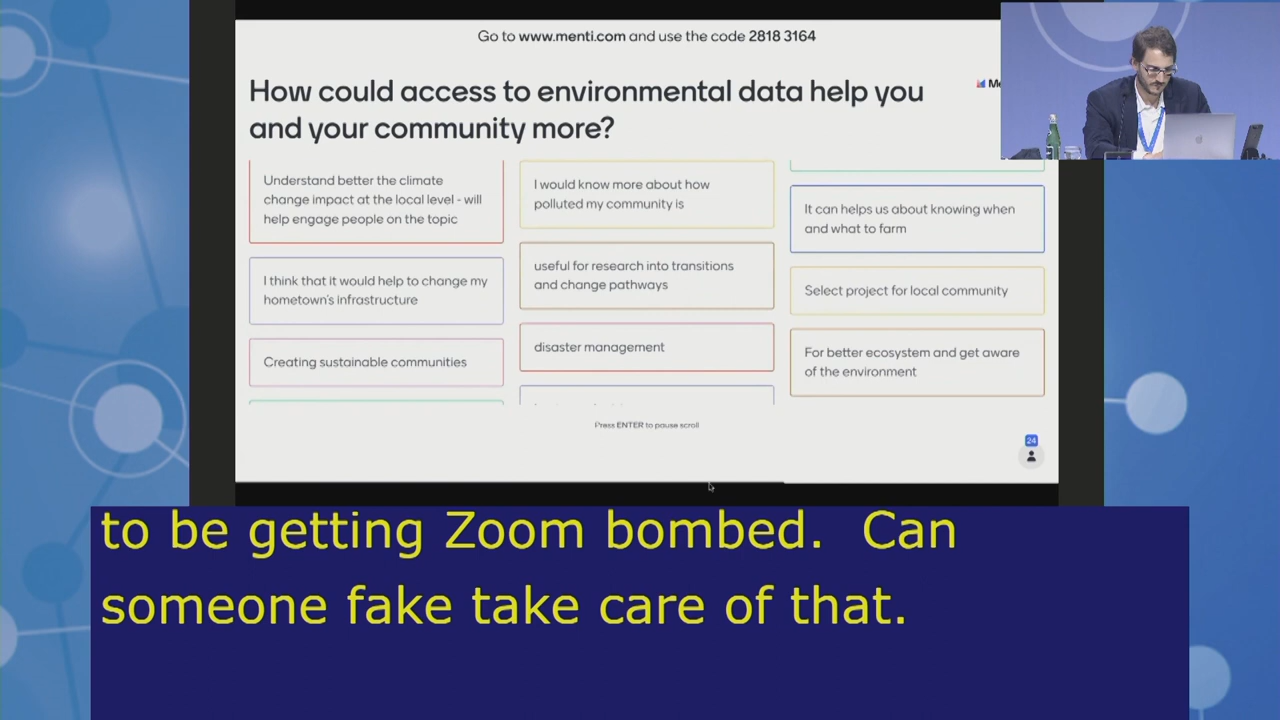 Go to www.menti.com and use the code 2818 3164
How could access to environmental data help you
and your community more?
Understand better the climate
change impact at the local level - will
help engage people on the topic
I think that it would help to change my
hometown's infrastructure
Creating sustainable communities
I would know more about how
polluted my community is
useful for research into transitions
and change pathways
disaster management
It can helps us about knowing when
and what to farm
Select project for local community
For better ecosystem and get aware
of the environment
Press ENTER to pause scroll
24
to be getting Zoom bombed. Can
someone fake take care of that.